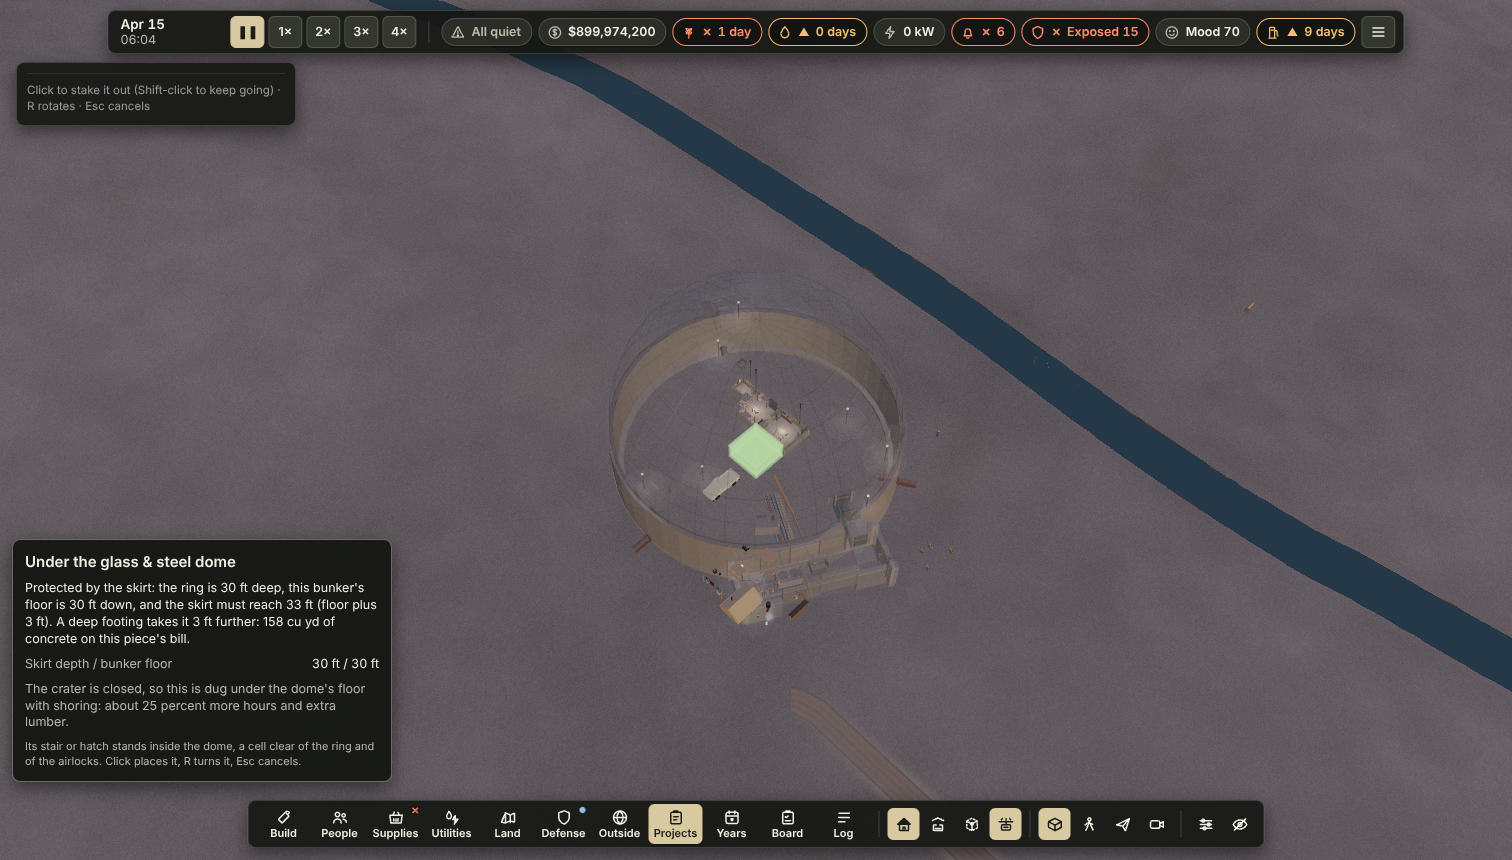 Apr 15
06:04
1×
2×
3×
4×
All quiet
$899,974,200
× 1 day
▲ 0 days
0 kW
× 6
× Exposed 15
Mood 70
▲ 9 days
Click to stake it out (Shift-click to keep going) ·
R rotates · Esc cancels
Under the glass & steel dome
Protected by the skirt: the ring is 30 ft deep, this bunker's
floor is 30 ft down, and the skirt must reach 33 ft (floor plus
3 ft). A deep footing takes it 3 ft further: 158 cu yd of
concrete on this piece's bill.
Skirt depth / bunker floor 30 ft / 30 ft
The crater is closed, so this is dug under the dome's floor
with shoring: about 25 percent more hours and extra
lumber.
Its stair or hatch stands inside the dome, a cell clear of the ring and
of the airlocks. Click places it, R turns it, Esc cancels.
Build
People
Supplies
Utilities
Land
Defense
Outside
Projects
Years
Board
Log